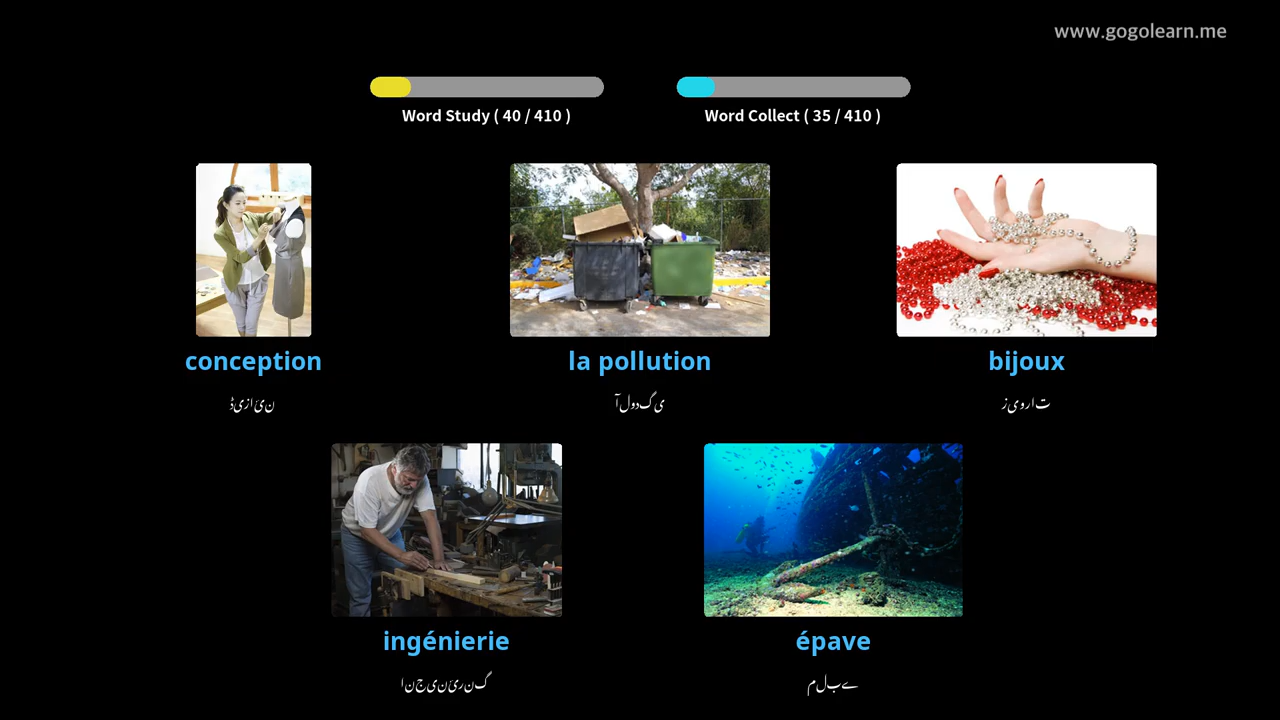 www.gogolearn.me
Word Study ( 40 / 410 )
Word Collect ( 35 / 410 )
conception
ڈیزائن
la pollution
آلودگی
bijoux
زیورات
ingénierie
انجینئرنگ
épave
ملبے